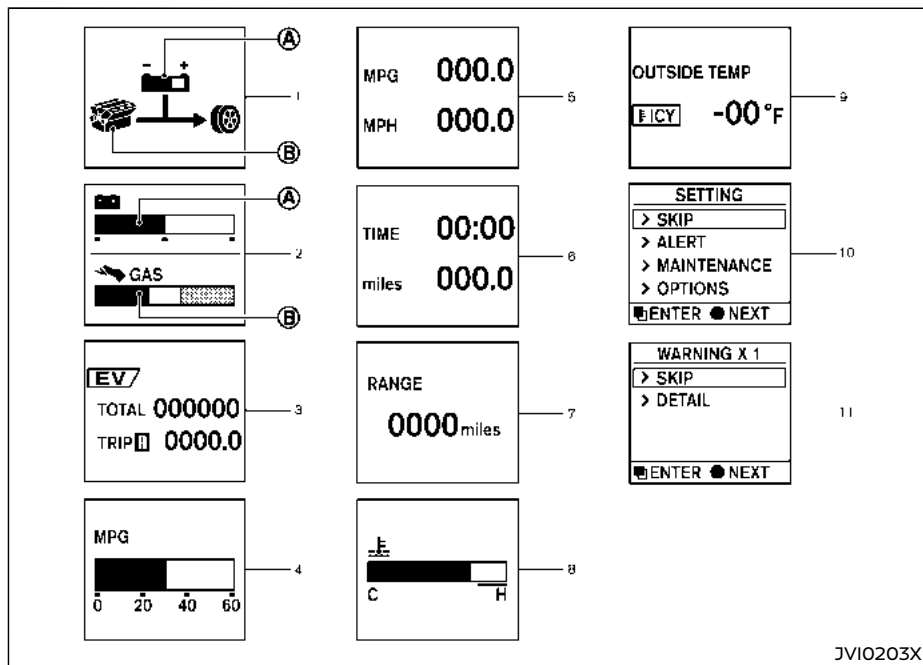 A
- +
1
B
A
2
GAS
B
EV
TOTAL 000000
TRIP 0000.0
3
MPG
0 20 40 60
4
MPG 000.0
MPH 000.0
5
TIME 00:00
miles 000.0
6
RANGE
0000 miles
7
C H
8
OUTSIDE TEMP
ICY -00°F
9
SETTING
> SKIP
> ALERT
> MAINTENANCE
> OPTIONS
ENTER NEXT
10
WARNING X 1
> SKIP
> DETAIL
ENTER NEXT
11
JVI0203X